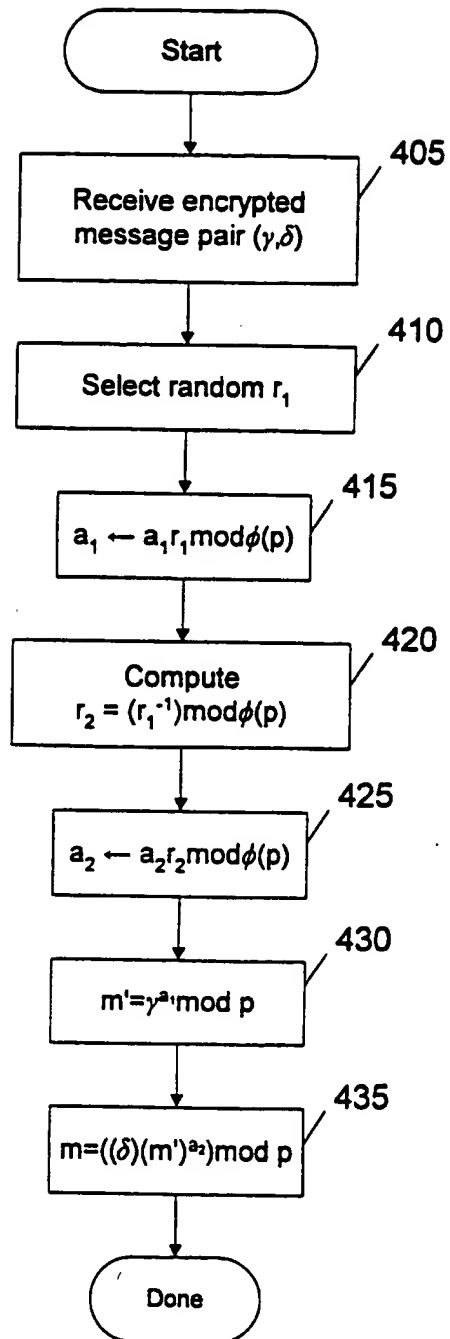 Start
405
Receive encrypted
message pair (γ,δ)
410
Select random r₁
415
a₁ ← a₁r₁modϕ(p)
420
Compute
r₂ = (r₁⁻¹)modϕ(p)
425
a₂ ← a₂r₂modϕ(p)
430
m'=γ^a₁mod p
435
m=((δ)(m')^a₂)mod p
Done